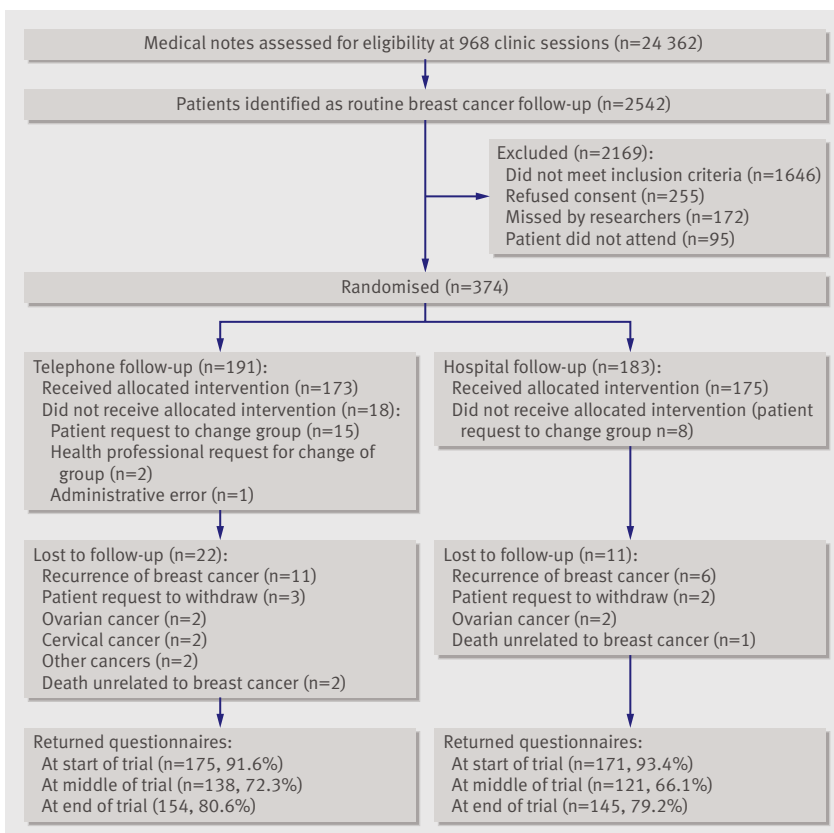 Medical notes assessed for eligibility at 968 clinic sessions (n=24 362)
Patients identified as routine breast cancer follow-up (n=2542)
Excluded (n=2169):
Did not meet inclusion criteria (n=1646)
Refused consent (n=255)
Missed by researchers (n=172)
Patient did not attend (n=95)
Randomised (n=374)
Telephone follow-up (n=191):
Received allocated intervention (n=173)
Did not receive allocated intervention (n=18):
Patient request to change group (n=15)
Health professional request for change of
group (n=2)
Administrative error (n=1)
Hospital follow-up (n=183):
Received allocated intervention (n=175)
Did not receive allocated intervention (patient
request to change group n=8)
Lost to follow-up (n=22):
Recurrence of breast cancer (n=11)
Patient request to withdraw (n=3)
Ovarian cancer (n=2)
Cervical cancer (n=2)
Other cancers (n=2)
Death unrelated to breast cancer (n=2)
Lost to follow-up (n=11):
Recurrence of breast cancer (n=6)
Patient request to withdraw (n=2)
Ovarian cancer (n=2)
Death unrelated to breast cancer (n=1)
Returned questionnaires:
At start of trial (n=175, 91.6%)
At middle of trial (n=138, 72.3%)
At end of trial (154, 80.6%)
Returned questionnaires:
At start of trial (n=171, 93.4%)
At middle of trial (n=121, 66.1%)
At end of trial (n=145, 79.2%)